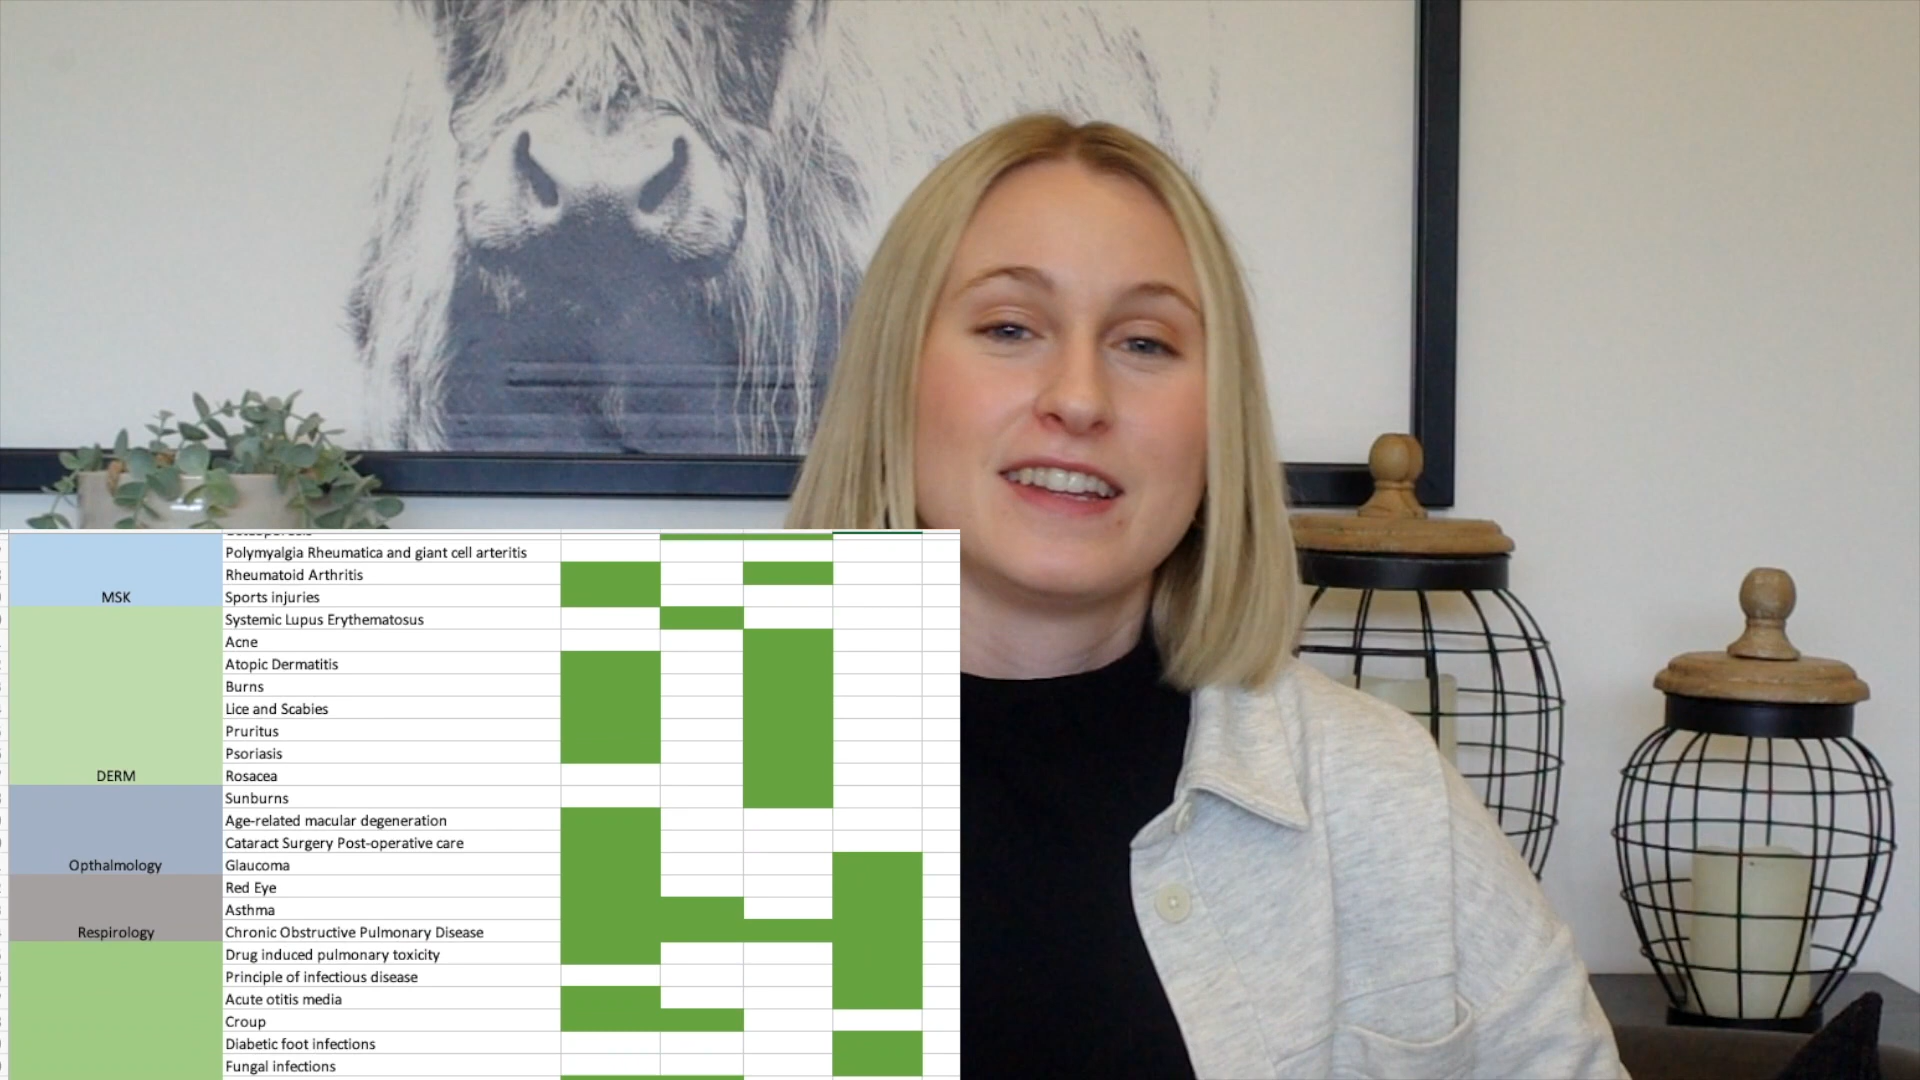 Polymyalgia Rheumatica and giant cell arteritis
Rheumatoid Arthritis
MSK Sports injuries
Systemic Lupus Erythematosus
Acne
Atopic Dermatitis
Burns
Lice and Scabies
Pruritus
Psoriasis
DERM Rosacea
Sunburns
Age-related macular degeneration
Cataract Surgery Post-operative care
Opthalmology Glaucoma
Red Eye
Asthma
Respirology Chronic Obstructive Pulmonary Disease
Drug induced pulmonary toxicity
Principle of infectious disease
Acute otitis media
Croup
Diabetic foot infections
Fungal infections